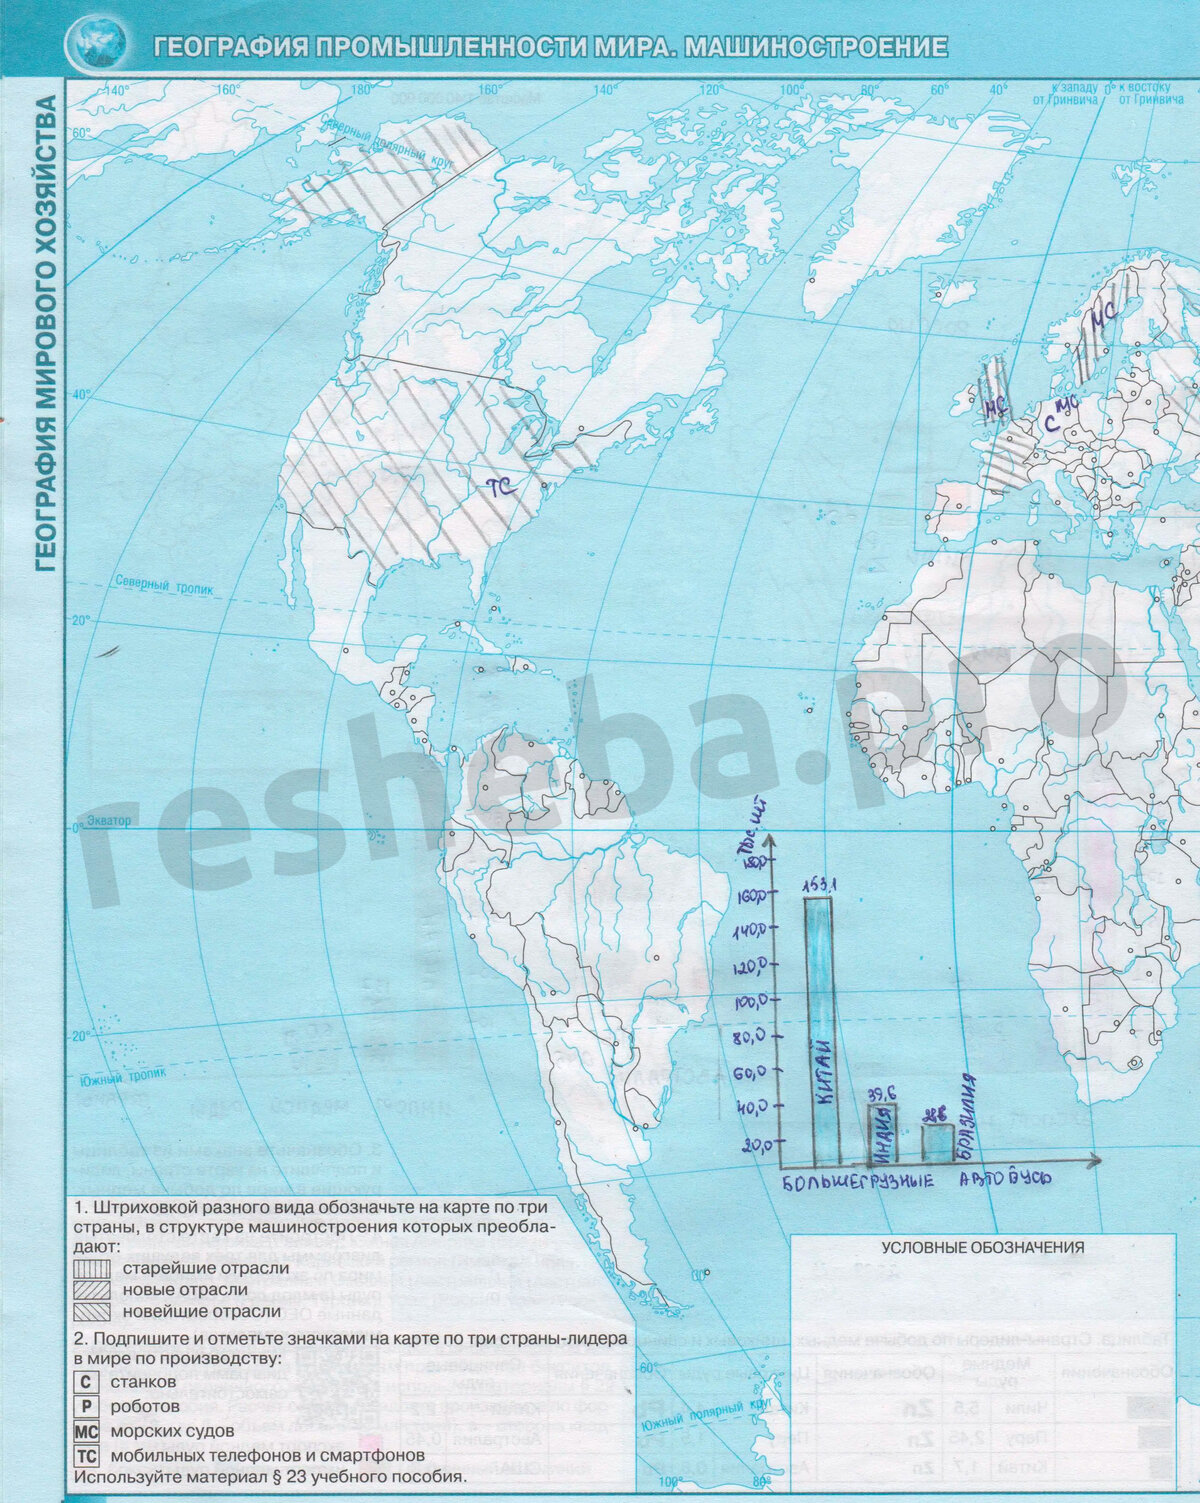 ГЕОГРАФИЯ ПРОМЫШЛЕННОСТИ МИРА. МАШИНОСТРОЕНИЕ
ГЕОГРАФИЯ МИРОВОГО ХОЗЯЙСТВА
140° 160° 180° 160° 140° 120° 100° 80° 60° 40° к западу 0° к востоку
от Гринвича от Гринвича
60°
Северный полярный круг
МС
40°
МС
МС
С
ТС
Северный тропик
20°
resheba.pro
0° Экватор
тыс. шт
180,0
160,0
140,0
120,0
100,0
80,0
60,0
40,0
20,0
153,1
КИТАЙ
39,6
ИНДИЯ
БРАЗИЛИЯ
БОЛЬШЕГРУЗНЫЕ АВТОБУСЫ
20°
Южный тропик
1. Штриховкой разного вида обозначьте на карте по три
страны, в структуре машиностроения которых преобла-
дают:
старейшие отрасли
новые отрасли
новейшие отрасли
2. Подпишите и отметьте значками на карте по три страны-лидера
в мире по производству:
С станков
Р роботов
МС морских судов
ТС мобильных телефонов и смартфонов
Используйте материал § 23 учебного пособия.
УСЛОВНЫЕ ОБОЗНАЧЕНИЯ
60°
Южный полярный круг
100° 80°